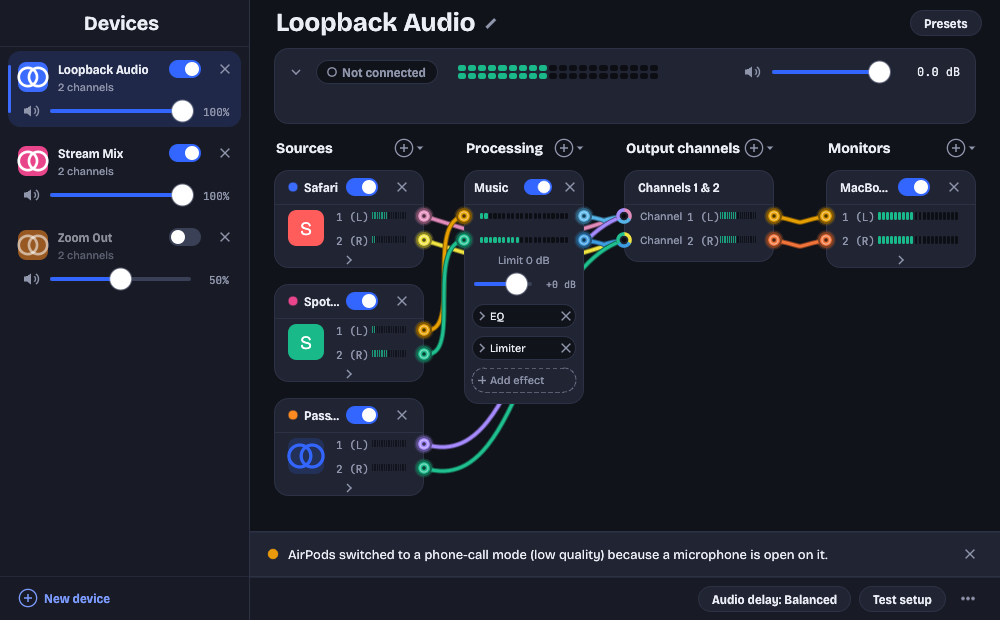 Devices
Loopback Audio
2 channels
100%
Stream Mix
2 channels
100%
Zoom Out
2 channels
50%
New device
Loopback Audio
Presets
Not connected
0.0 dB
Sources
Processing
Output channels
Monitors
Safari
S
1 (L)
2 (R)
Spot...
S
1 (L)
2 (R)
Pass...
1 (L)
2 (R)
Music
Limit 0 dB
+0 dB
EQ
Limiter
+ Add effect
Channels 1 & 2
Channel 1 (L)
Channel 2 (R)
MacBo...
1 (L)
2 (R)
AirPods switched to a phone-call mode (low quality) because a microphone is open on it.
Audio delay: Balanced
Test setup